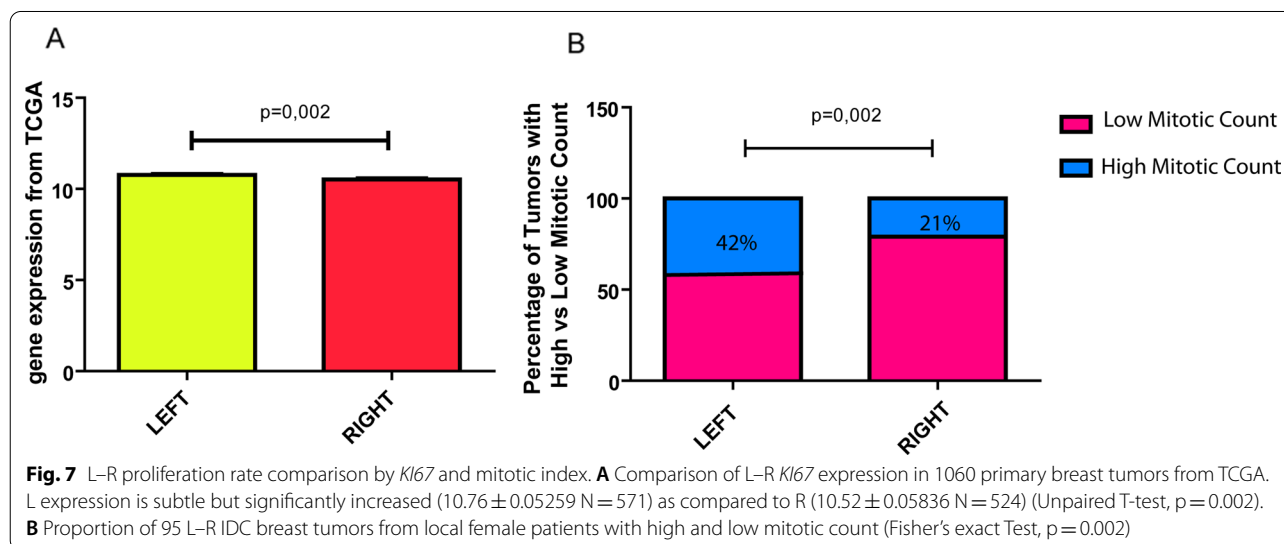 A
gene expression from TCGA
15
10
5
0
p=0,002
LEFT
RIGHT
B
Percentage of Tumors with
High vs Low Mitotic Count
150
100
50
0
p=0,002
42%
21%
LEFT
RIGHT
Low Mitotic Count
High Mitotic Count
Fig. 7 L–R proliferation rate comparison by KI67 and mitotic index. A Comparison of L–R KI67 expression in 1060 primary breast tumors from TCGA.
L expression is subtle but significantly increased (10.76 ± 0.05259 N = 571) as compared to R (10.52 ± 0.05836 N = 524) (Unpaired T-test, p = 0.002).
B Proportion of 95 L–R IDC breast tumors from local female patients with high and low mitotic count (Fisher's exact Test, p = 0.002)